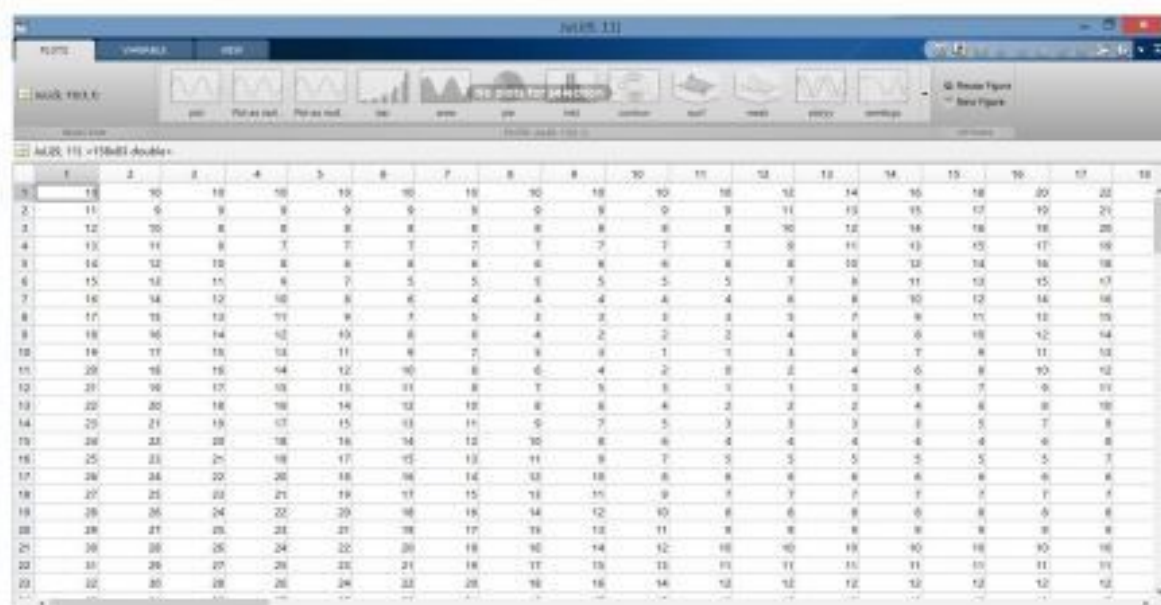 PLOTS VARIABLE VIEW
No plots for selection
plot Plot as mult... Plot as mult... bar area pie contour surf mesh semilogx
Reuse Figure
New Figure
SELECTION OPTIONS
1 2 3 4 5 6 7 8 9 10 11 12 13 14 15 16 17 18
1 10 10 10 10 10 10 10 10 10 10 12 14 16 18 20 22
2 11 9 9 9 9 9 9 9 9 9 9 11 13 15 17 19 21
3 12 10 8 8 8 8 8 8 8 8 8 10 12 14 16 18 20
4 13 11 9 7 7 7 7 7 7 7 7 9 11 13 15 17 19
5 14 12 10 8 6 6 6 6 6 6 6 8 10 12 14 16 18
6 15 13 11 9 7 5 5 5 5 5 5 7 9 11 13 15 17
7 16 14 12 10 8 6 4 4 4 4 4 6 8 10 12 14 16
8 17 15 13 11 9 7 5 3 3 3 3 5 7 9 11 13 15
9 18 16 14 12 10 8 6 4 2 2 2 4 6 8 10 12 14
10 19 17 15 13 11 9 7 5 3 1 1 3 5 7 9 11 13
11 20 18 16 14 12 10 8 6 4 2 0 2 4 6 8 10 12
12 21 19 17 15 13 11 9 7 5 3 1 1 3 5 7 9 11
13 22 20 18 16 14 12 10 8 6 4 2 2 2 4 6 8 10
14 23 21 19 17 15 13 11 9 7 5 3 3 3 3 5 7 9
15 24 22 20 18 16 14 12 10 8 6 4 4 4 4 4 6 8
16 25 23 21 19 17 15 13 11 9 7 5 5 5 5 5 5 7
17 26 24 22 20 18 16 14 12 10 8 6 6 6 6 6 6 6
18 27 25 23 21 19 17 15 13 11 9 7 7 7 7 7 7 7
19 28 26 24 22 20 18 16 14 12 10 8 8 8 8 8 8 8
20 29 27 25 23 21 19 17 15 13 11 9 9 9 9 9 9 9
21 30 28 26 24 22 20 18 16 14 12 10 10 10 10 10 10 10
22 31 29 27 25 23 21 19 17 15 13 11 11 11 11 11 11 11
23 32 30 28 26 24 22 20 18 16 14 12 12 12 12 12 12 12